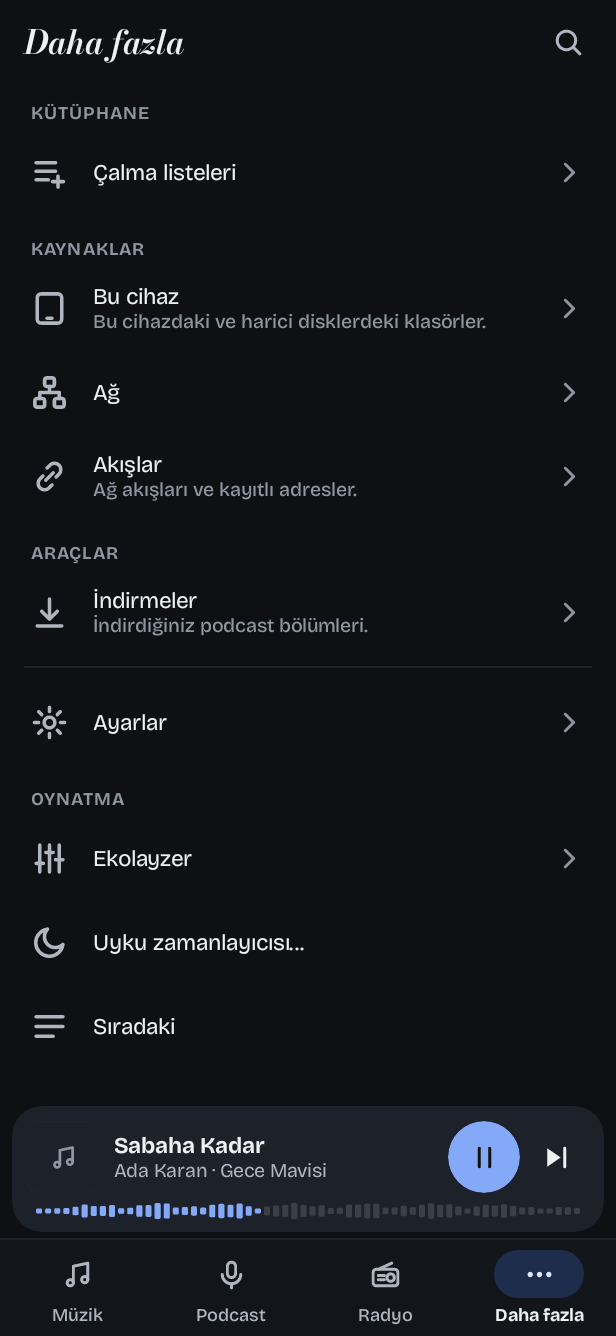 Daha fazla
KÜTÜPHANE
Çalma listeleri
KAYNAKLAR
Bu cihaz
Bu cihazdaki ve harici disklerdeki klasörler.
Ağ
Akışlar
Ağ akışları ve kayıtlı adresler.
ARAÇLAR
İndirmeler
İndirdiğiniz podcast bölümleri.
Ayarlar
OYNATMA
Ekolayzer
Uyku zamanlayıcısı...
Sıradaki
Sabaha Kadar
Ada Karan · Gece Mavisi
Müzik
Podcast
Radyo
Daha fazla